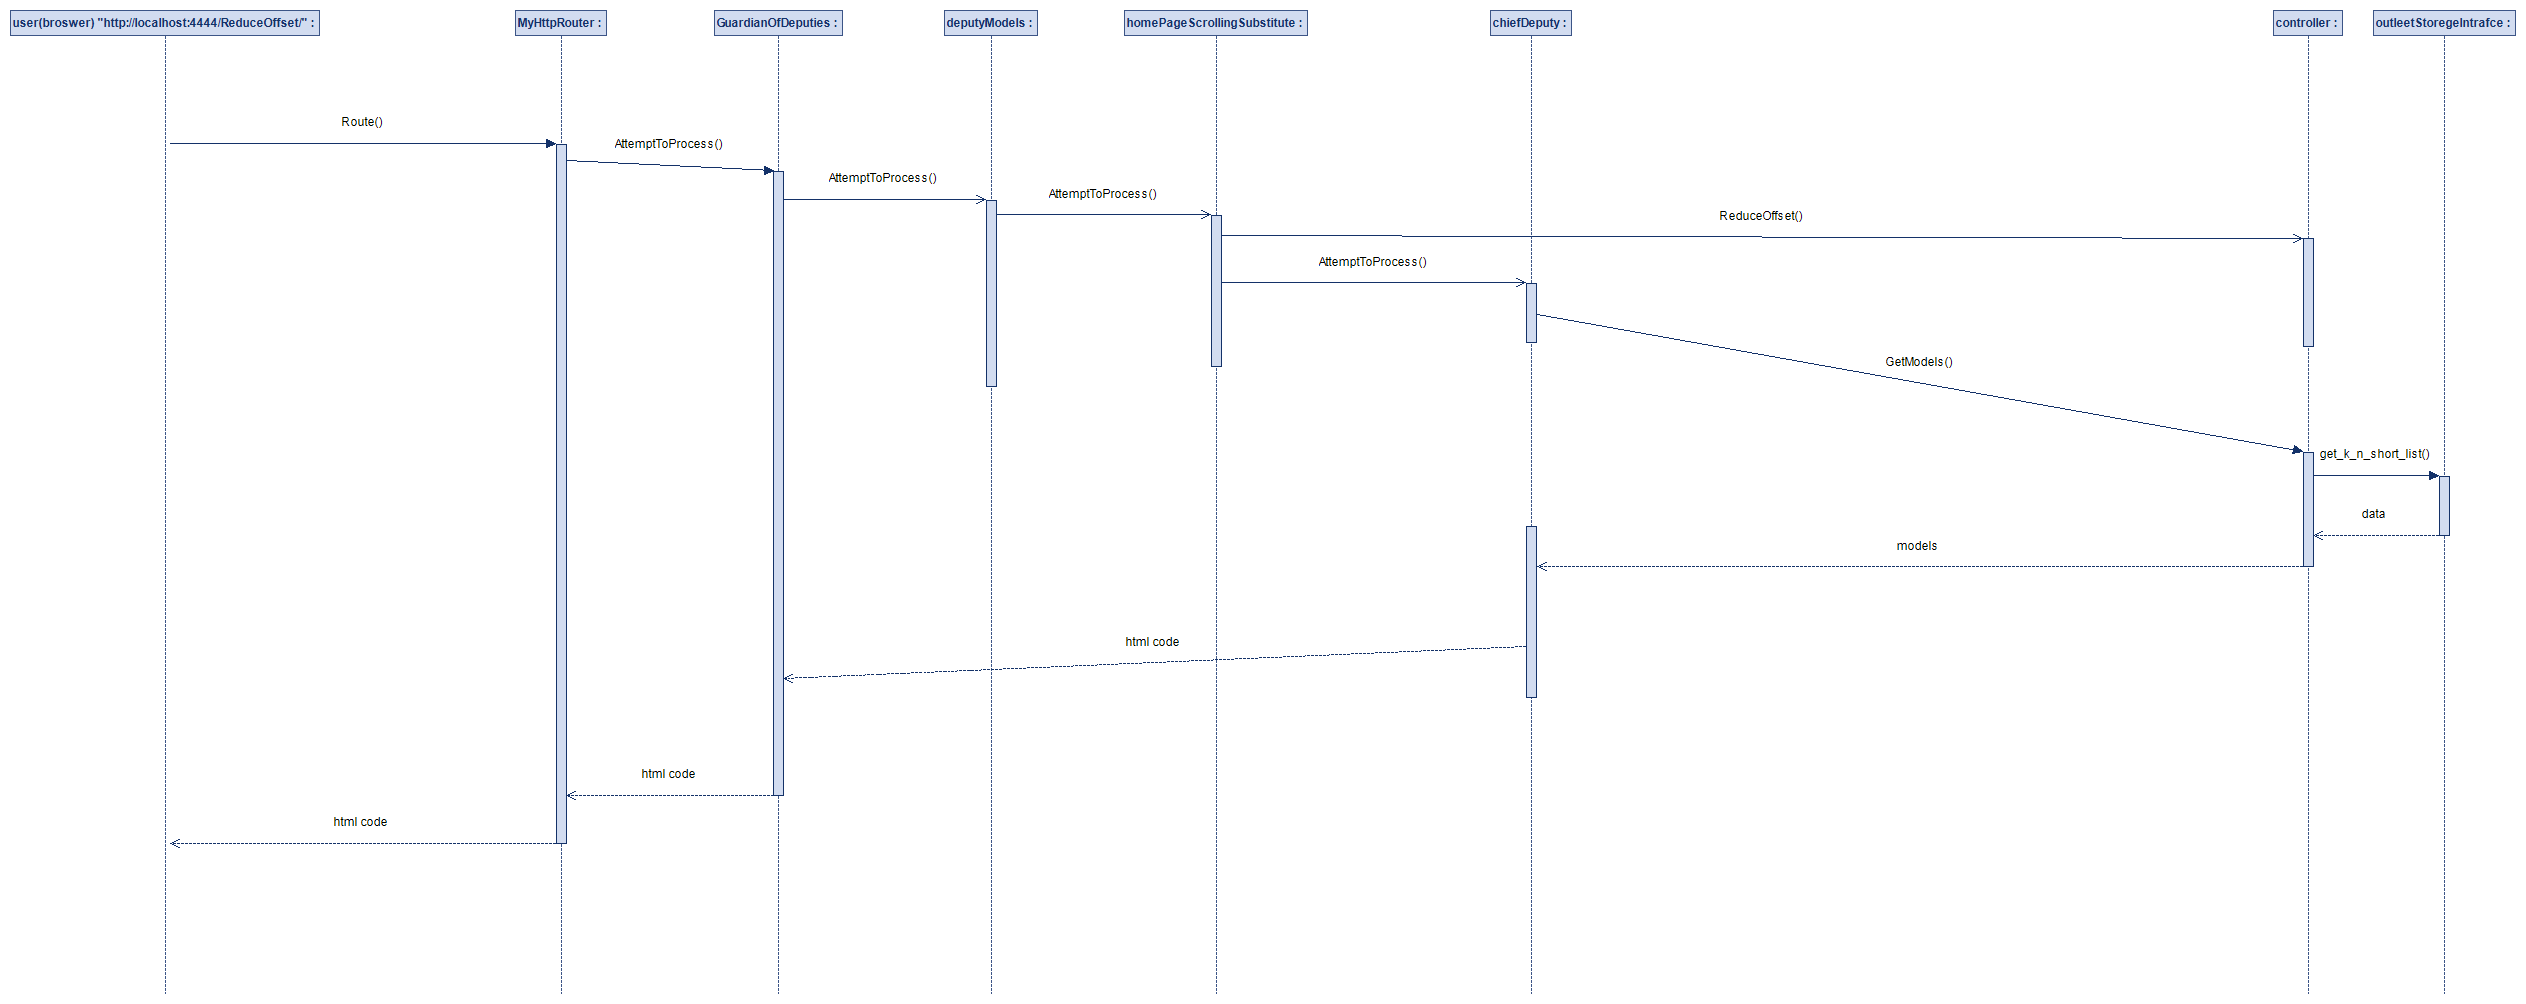 user(broswer) "http://localhost:4444/ReduceOffset/" :
MyHttpRouter :
GuardianOfDeputies :
deputyModels :
homePageScrollingSubstitute :
chiefDeputy :
controller :
outleetStoregeIntrafce :
Route()
AttemptToProcess()
AttemptToProcess()
AttemptToProcess()
ReduceOffset()
AttemptToProcess()
GetModels()
get_k_n_short_list()
data
models
html code
html code
html code